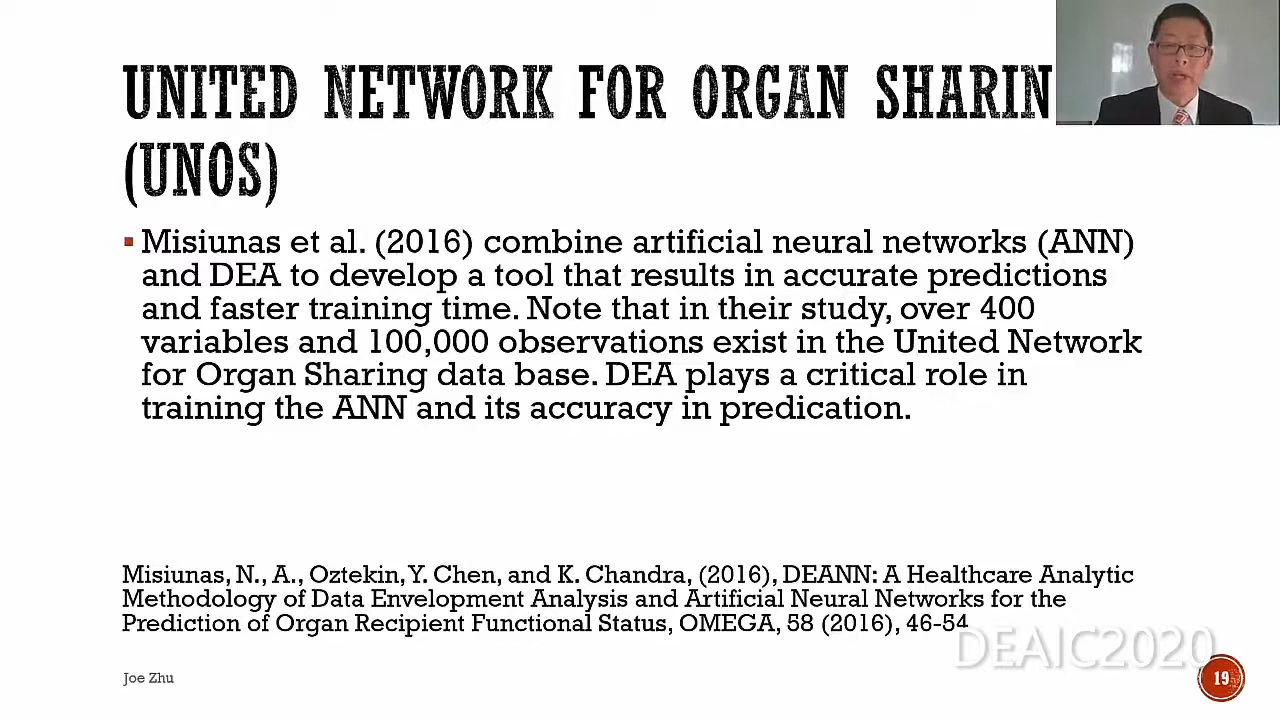 UNITED NETWORK FOR ORGAN SHARIN
(UNOS)
▪ Misiunas et al. (2016) combine artificial neural networks (ANN)
and DEA to develop a tool that results in accurate predictions
and faster training time. Note that in their study, over 400
variables and 100,000 observations exist in the United Network
for Organ Sharing data base. DEA plays a critical role in
training the ANN and its accuracy in predication.
Misiunas, N., A., Oztekin, Y. Chen, and K. Chandra, (2016), DEANN: A Healthcare Analytic
Methodology of Data Envelopment Analysis and Artificial Neural Networks for the
Prediction of Organ Recipient Functional Status, OMEGA, 58 (2016), 46-54
DEAIC2020
Joe Zhu
19